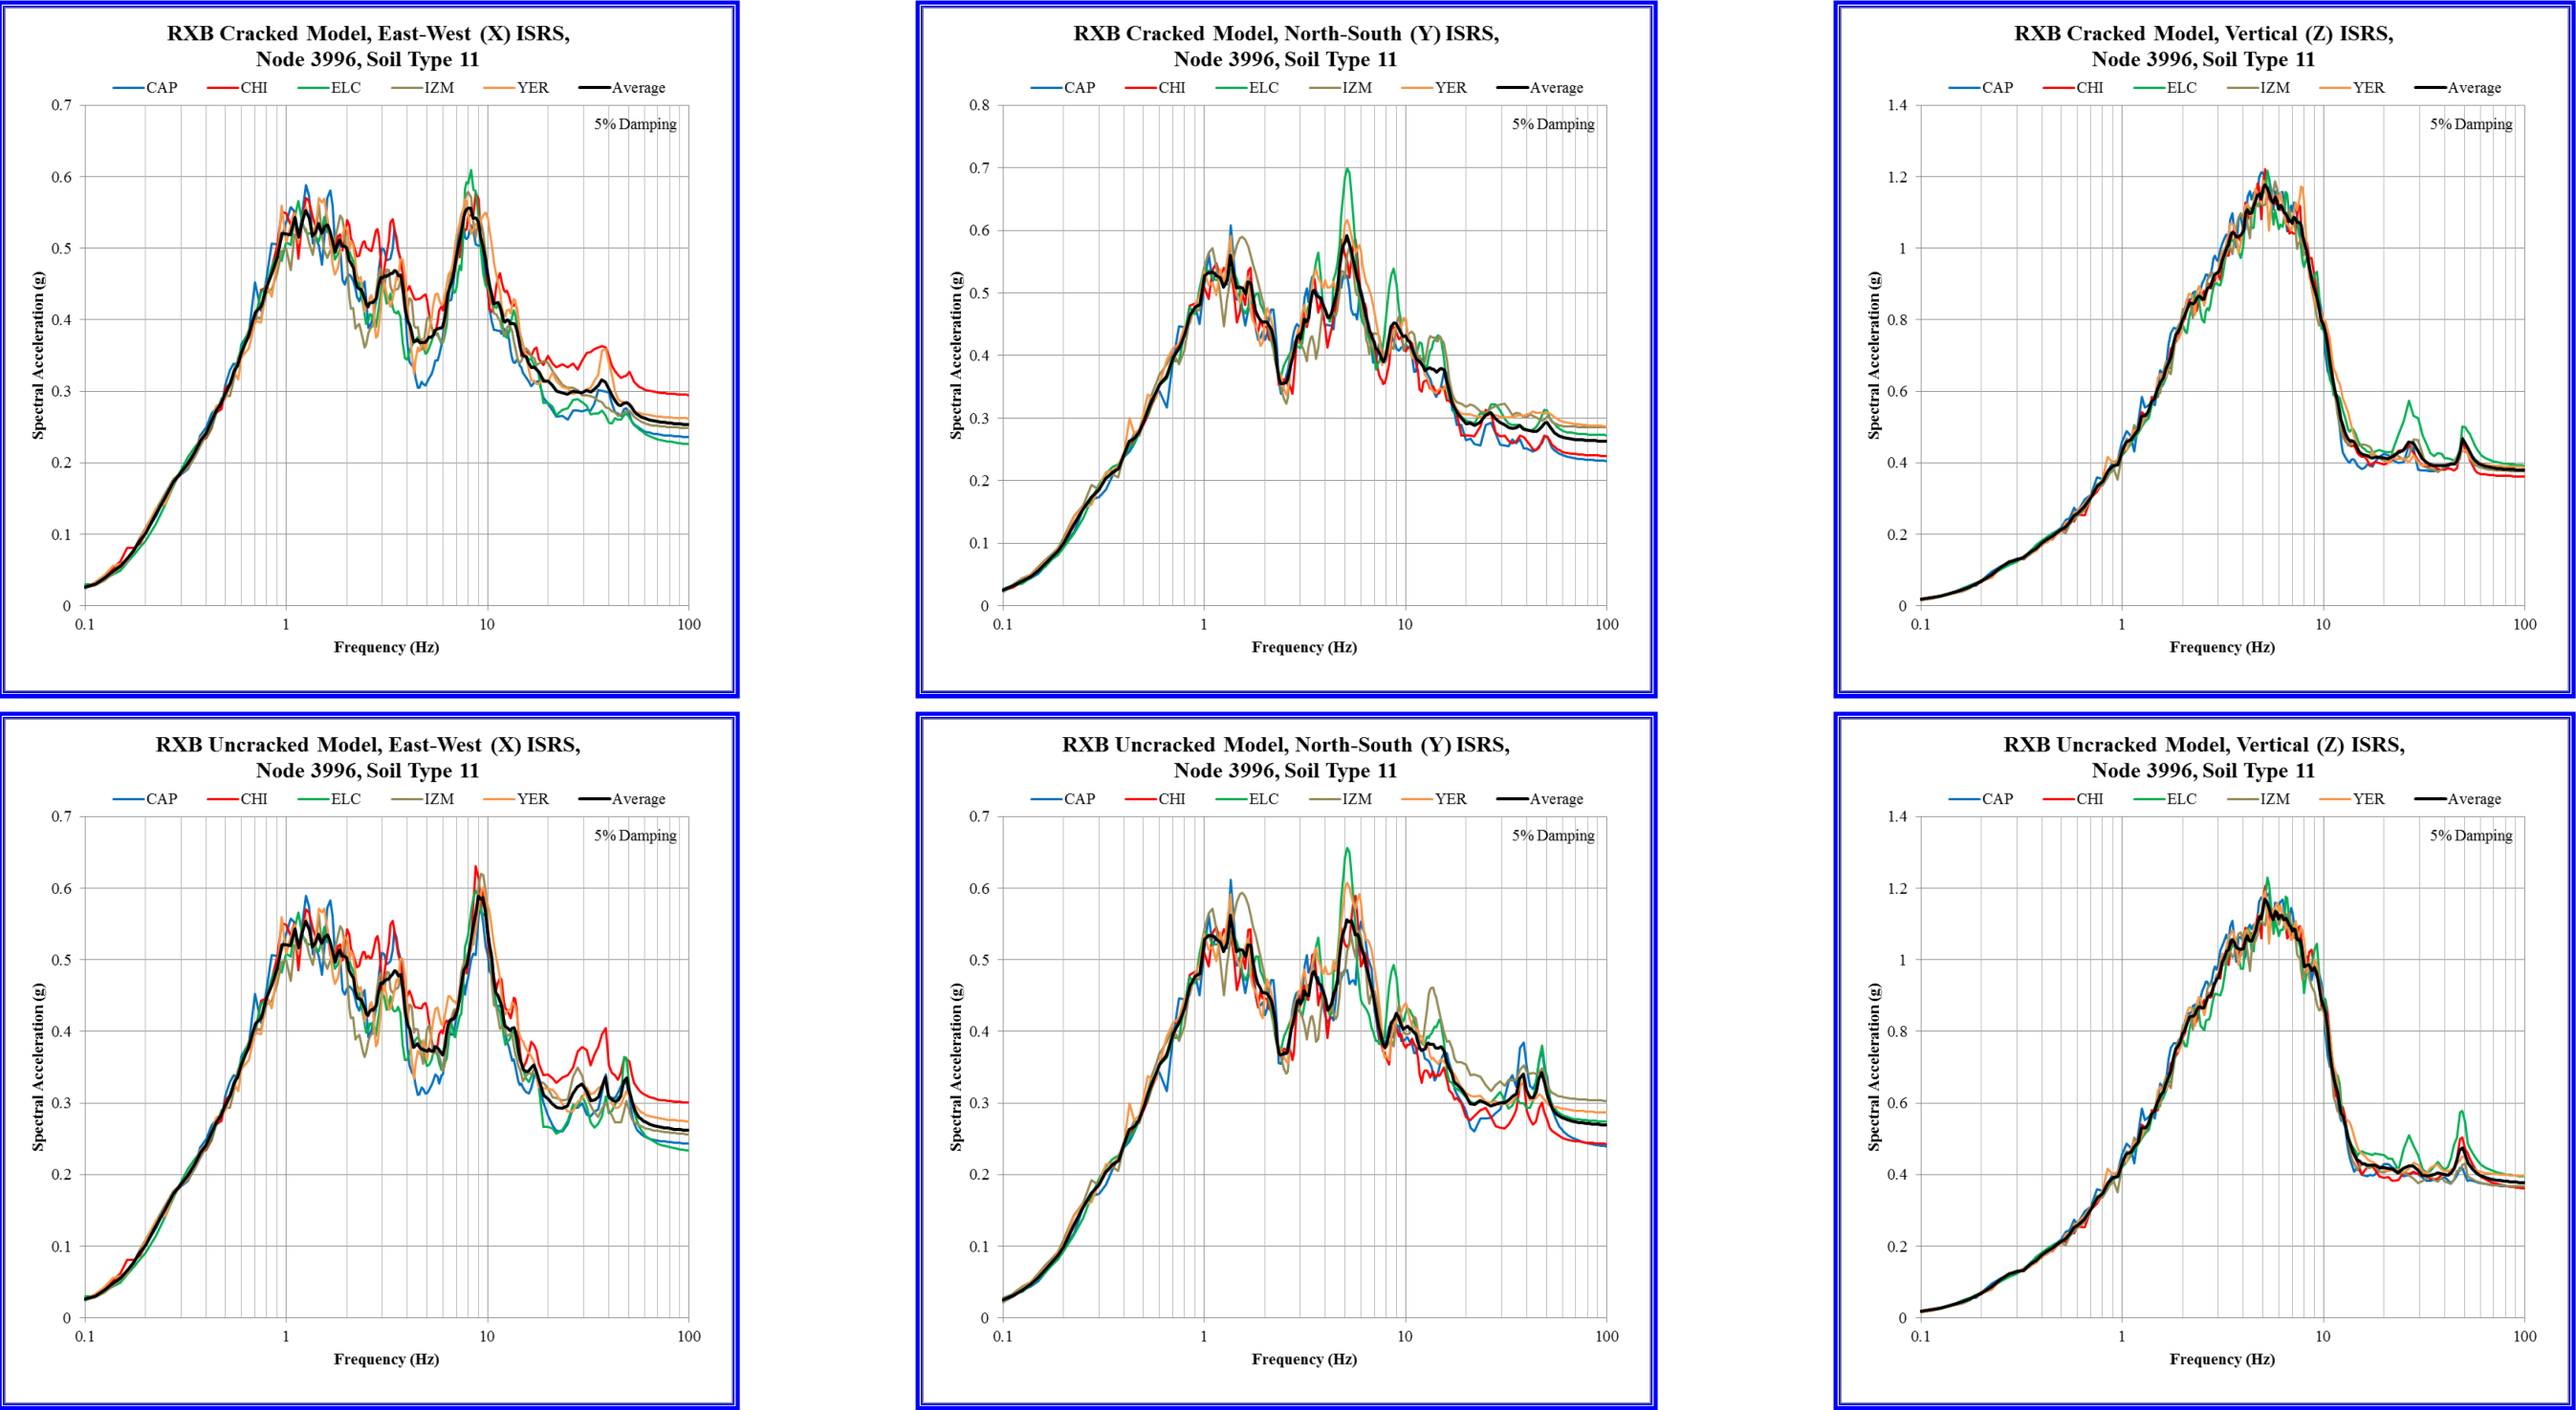 RXB Cracked Model, East-West (X) ISRS,
Node 3996, Soil Type 11
CAP CHI ELC IZM YER Average
5% Damping
Spectral Acceleration (g)
0.7
0.6
0.5
0.4
0.3
0.2
0.1
0
0.1 1 10 100
Frequency (Hz)
RXB Cracked Model, North-South (Y) ISRS,
Node 3996, Soil Type 11
CAP CHI ELC IZM YER Average
5% Damping
Spectral Acceleration (g)
0.8
0.7
0.6
0.5
0.4
0.3
0.2
0.1
0
0.1 1 10 100
Frequency (Hz)
RXB Cracked Model, Vertical (Z) ISRS,
Node 3996, Soil Type 11
CAP CHI ELC IZM YER Average
5% Damping
Spectral Acceleration (g)
1.4
1.2
1
0.8
0.6
0.4
0.2
0
0.1 1 10 100
Frequency (Hz)
RXB Uncracked Model, East-West (X) ISRS,
Node 3996, Soil Type 11
CAP CHI ELC IZM YER Average
5% Damping
Spectral Acceleration (g)
0.7
0.6
0.5
0.4
0.3
0.2
0.1
0
0.1 1 10 100
Frequency (Hz)
RXB Uncracked Model, North-South (Y) ISRS,
Node 3996, Soil Type 11
CAP CHI ELC IZM YER Average
5% Damping
Spectral Acceleration (g)
0.7
0.6
0.5
0.4
0.3
0.2
0.1
0
0.1 1 10 100
Frequency (Hz)
RXB Uncracked Model, Vertical (Z) ISRS,
Node 3996, Soil Type 11
CAP CHI ELC IZM YER Average
5% Damping
Spectral Acceleration (g)
1.4
1.2
1
0.8
0.6
0.4
0.2
0
0.1 1 10 100
Frequency (Hz)